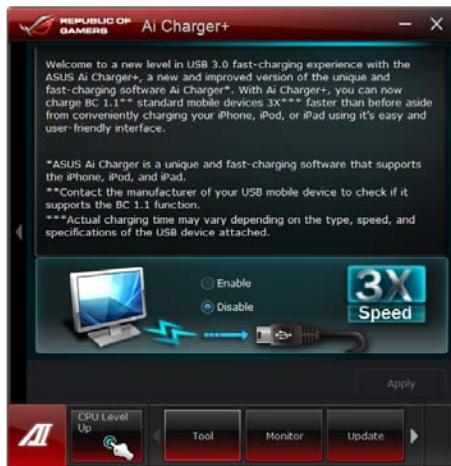 REPUBLIC OF
GAMERS
Ai Charger+
Welcome to a new level in USB 3.0 fast-charging experience with the
ASUS Ai Charger+, a new and improved version of the unique and
fast-charging software Ai Charger*. With Ai Charger+, you can now
charge BC 1.1** standard mobile devices 3X*** faster than before aside
from conveniently charging your iPhone, iPod, or iPad using it's easy and
user-friendly interface.
*ASUS Ai Charger is a unique and fast-charging software that supports
the iPhone, iPod, and iPad.
**Contact the manufacturer of your USB mobile device to check if it
supports the BC 1.1 function.
***Actual charging time may vary depending on the type, speed, and
specifications of the USB device attached.
Enable
Disable
3X
Speed
Apply
AI
CPU Level
Up
Tool
Monitor
Update